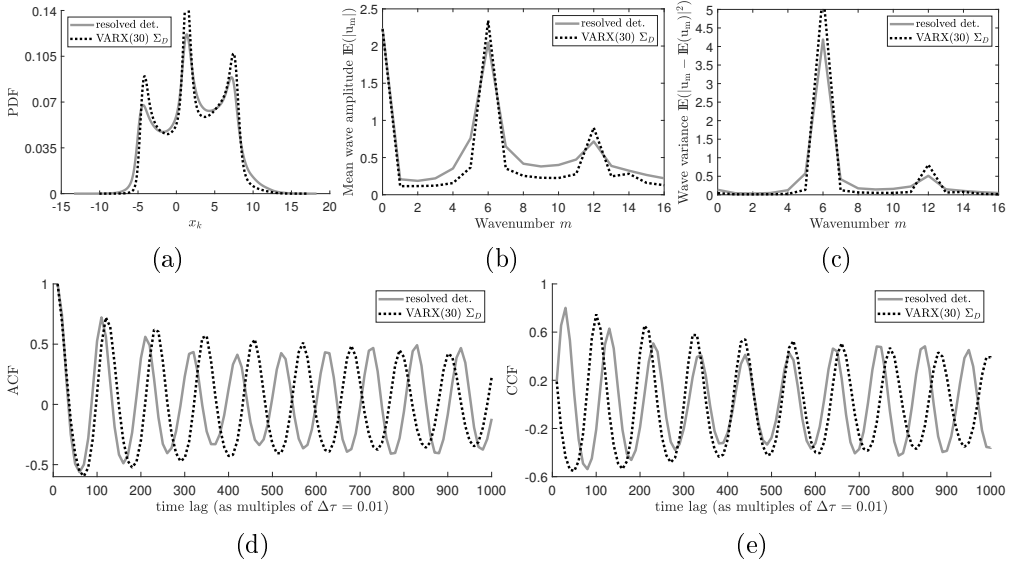 PDF
0.14
0.105
0.07
0.035
0
resolved det.
VARX(30) Σ_D
-15 -10 -5 0 5 10 15 20
x_k
(a)
Mean wave amplitude 𝔼(|u_m|)
2.5
2
1.5
1
0.5
0
resolved det.
VARX(30) Σ_D
0 2 4 6 8 10 12 14 16
Wavenumber m
(b)
Wave variance 𝔼(|u_m − 𝔼(u_m)|²)
5
4.5
4
3.5
3
2.5
2
1.5
1
0.5
0
resolved det.
VARX(30) Σ_D
0 2 4 6 8 10 12 14 16
Wavenumber m
(c)
ACF
1
0.5
0
-0.5
resolved det.
VARX(30) Σ_D
0 100 200 300 400 500 600 700 800 900 1000
time lag (as multiples of Δτ = 0.01)
(d)
CCF
1
0.6
0.2
-0.2
-0.6
resolved det.
VARX(30) Σ_D
0 100 200 300 400 500 600 700 800 900 1000
time lag (as multiples of Δτ = 0.01)
(e)